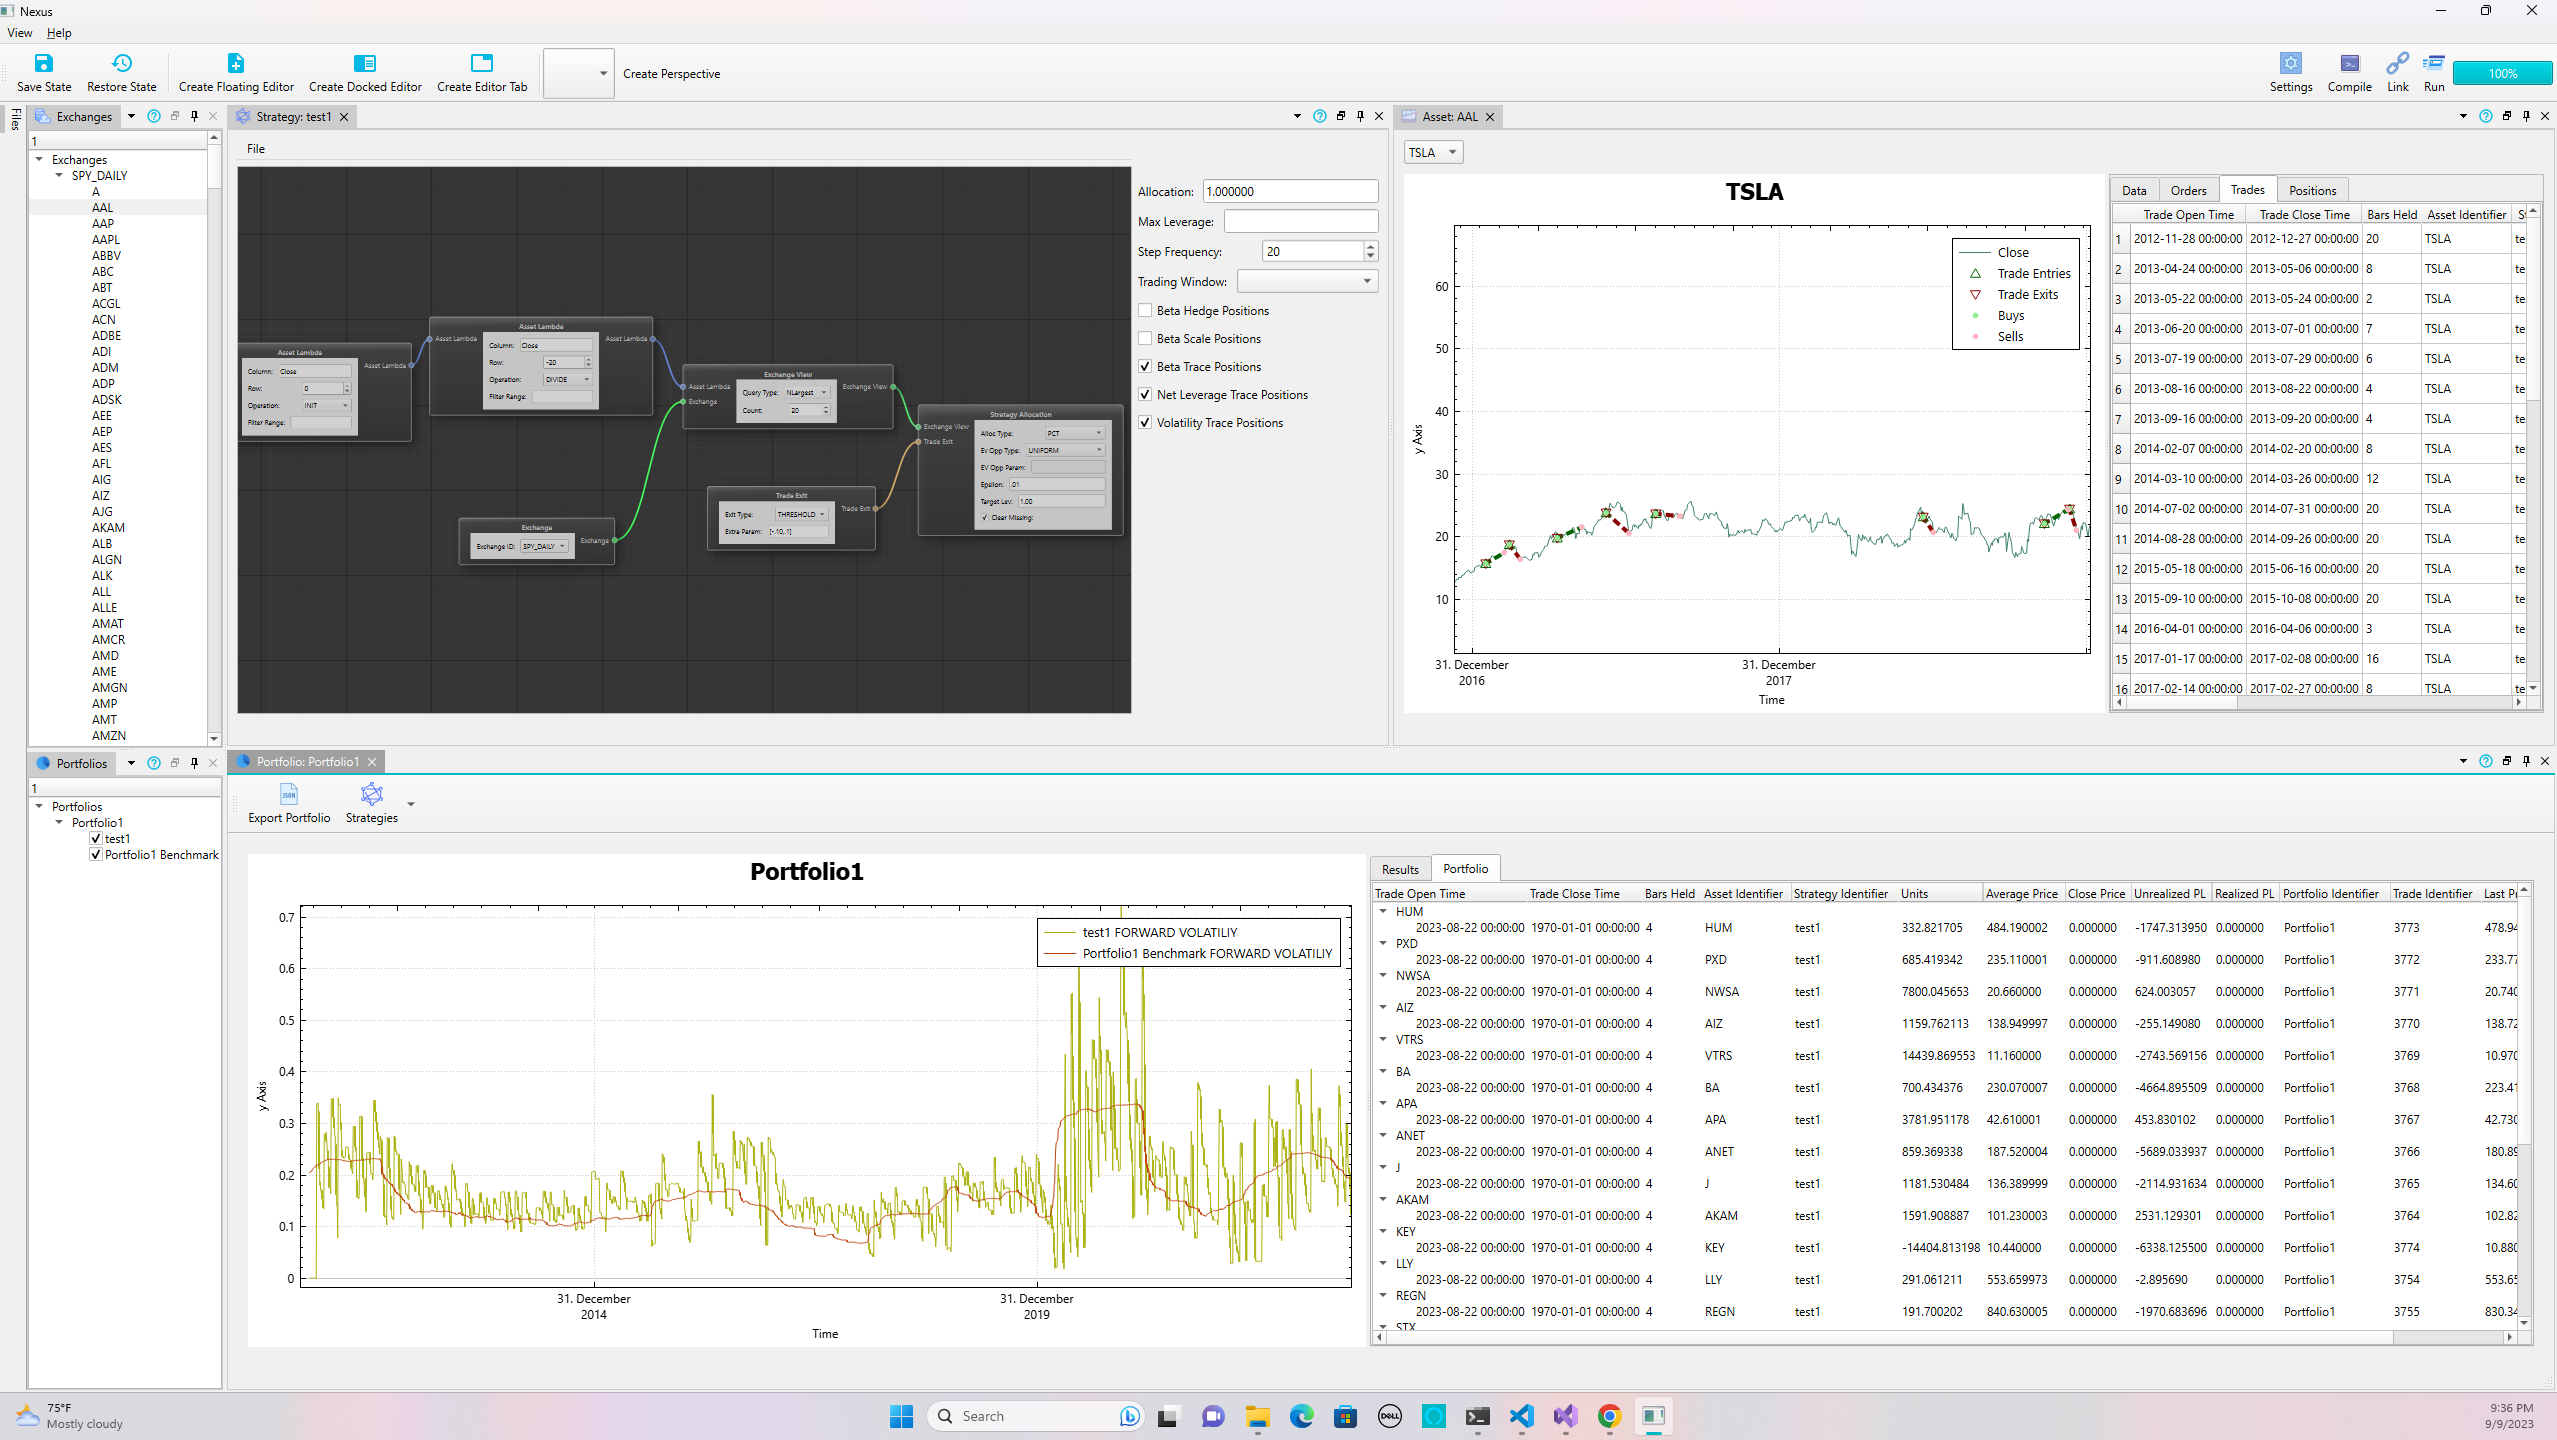 Nexus
View Help
Save State Restore State Create Floating Editor Create Docked Editor Create Editor Tab Create Perspective Settings Compile Link Run 100%
Files
Exchanges
1
Exchanges
SPY_DAILY
A
AAL
AAP
AAPL
ABBV
ABC
ABT
ACGL
ACN
ADBE
ADI
ADM
ADP
ADSK
AEE
AEP
AES
AFL
AIG
AIZ
AJG
AKAM
ALB
ALGN
ALK
ALL
ALLE
AMAT
AMCR
AMD
AME
AMGN
AMP
AMT
AMZN
Strategy: test1
File
Asset Lambda
Column: Close
Row: 0
Operation: INIT
Filter Range:
Asset Lambda
Asset Lambda
Asset Lambda
Column: Close
Row: -20
Operation: DIVIDE
Filter Range:
Asset Lambda
Exchange View
Asset Lambda
Exchange
Query Type: NLargest
Count: 20
Exchange View
Exchange
Exchange ID: SPY_DAILY
Exchange
Trade Exit
Exit Type: THRESHOLD
Extra Param: [-.10,.1]
Trade Exit
Strategy Allocation
Exchange View
Trade Exit
Alloc Type: PCT
EV Opp Type: UNIFORM
EV Opp Param:
Epsilon: .01
Target Lev: 1.00
Clear Missing:
Allocation: 1.000000
Max Leverage:
Step Frequency: 20
Trading Window:
Beta Hedge Positions
Beta Scale Positions
Beta Trace Positions
Net Leverage Trace Positions
Volatility Trace Positions
Asset: AAL
TSLA
TSLA
Close
Trade Entries
Trade Exits
Buys
Sells
60
50
40
30
20
10
y Axis
31. December 31. December
2016 2017
Time
Data Orders Trades Positions
Trade Open Time Trade Close Time Bars Held Asset Identifier
1 2012-11-28 00:00:00 2012-12-27 00:00:00 20 TSLA te
2 2013-04-24 00:00:00 2013-05-06 00:00:00 8 TSLA te
3 2013-05-22 00:00:00 2013-05-24 00:00:00 2 TSLA te
4 2013-06-20 00:00:00 2013-07-01 00:00:00 7 TSLA te
5 2013-07-19 00:00:00 2013-07-29 00:00:00 6 TSLA te
6 2013-08-16 00:00:00 2013-08-22 00:00:00 4 TSLA te
7 2013-09-16 00:00:00 2013-09-20 00:00:00 4 TSLA te
8 2014-02-07 00:00:00 2014-02-20 00:00:00 8 TSLA te
9 2014-03-10 00:00:00 2014-03-26 00:00:00 12 TSLA te
10 2014-07-02 00:00:00 2014-07-31 00:00:00 20 TSLA te
11 2014-08-28 00:00:00 2014-09-26 00:00:00 20 TSLA te
12 2015-05-18 00:00:00 2015-06-16 00:00:00 20 TSLA te
13 2015-09-10 00:00:00 2015-10-08 00:00:00 20 TSLA te
14 2016-04-01 00:00:00 2016-04-06 00:00:00 3 TSLA te
15 2017-01-17 00:00:00 2017-02-08 00:00:00 16 TSLA te
16 2017-02-14 00:00:00 2017-02-27 00:00:00 8 TSLA te
Portfolios
1
Portfolios
Portfolio1
test1
Portfolio1 Benchmark
Portfolio: Portfolio1
Export Portfolio Strategies
Portfolio1
test1 FORWARD VOLATILIY
Portfolio1 Benchmark FORWARD VOLATILIY
0.7
0.6
0.5
0.4
0.3
0.2
0.1
0
y Axis
31. December 31. December
2014 2019
Time
Results Portfolio
Trade Open Time Trade Close Time Bars Held Asset Identifier Strategy Identifier Units Average Price Close Price Unrealized PL Realized PL Portfolio Identifier Trade Identifier Last P
HUM
2023-08-22 00:00:00 1970-01-01 00:00:00 4 HUM test1 332.821705 484.190002 0.000000 -1747.313950 0.000000 Portfolio1 3773 478.94
PXD
2023-08-22 00:00:00 1970-01-01 00:00:00 4 PXD test1 685.419342 235.110001 0.000000 -911.608980 0.000000 Portfolio1 3772 233.77
NWSA
2023-08-22 00:00:00 1970-01-01 00:00:00 4 NWSA test1 7800.045653 20.660000 0.000000 624.003057 0.000000 Portfolio1 3771 20.740
AIZ
2023-08-22 00:00:00 1970-01-01 00:00:00 4 AIZ test1 1159.762113 138.949997 0.000000 -255.149080 0.000000 Portfolio1 3770 138.72
VTRS
2023-08-22 00:00:00 1970-01-01 00:00:00 4 VTRS test1 14439.869553 11.160000 0.000000 -2743.569156 0.000000 Portfolio1 3769 10.970
BA
2023-08-22 00:00:00 1970-01-01 00:00:00 4 BA test1 700.434376 230.070007 0.000000 -4664.895509 0.000000 Portfolio1 3768 223.41
APA
2023-08-22 00:00:00 1970-01-01 00:00:00 4 APA test1 3781.951178 42.610001 0.000000 453.830102 0.000000 Portfolio1 3767 42.730
ANET
2023-08-22 00:00:00 1970-01-01 00:00:00 4 ANET test1 859.369338 187.520004 0.000000 -5689.033937 0.000000 Portfolio1 3766 180.89
J
2023-08-22 00:00:00 1970-01-01 00:00:00 4 J test1 1181.530484 136.389999 0.000000 -2114.931634 0.000000 Portfolio1 3765 134.60
AKAM
2023-08-22 00:00:00 1970-01-01 00:00:00 4 AKAM test1 1591.908887 101.230003 0.000000 2531.129301 0.000000 Portfolio1 3764 102.82
KEY
2023-08-22 00:00:00 1970-01-01 00:00:00 4 KEY test1 -14404.813198 10.440000 0.000000 -6338.125500 0.000000 Portfolio1 3774 10.880
LLY
2023-08-22 00:00:00 1970-01-01 00:00:00 4 LLY test1 291.061211 553.659973 0.000000 -2.895690 0.000000 Portfolio1 3754 553.65
REGN
2023-08-22 00:00:00 1970-01-01 00:00:00 4 REGN test1 191.700202 840.630005 0.000000 -1970.683696 0.000000 Portfolio1 3755 830.34
STX
75°F
Mostly cloudy
Search
DELL
9:36 PM
9/9/2023